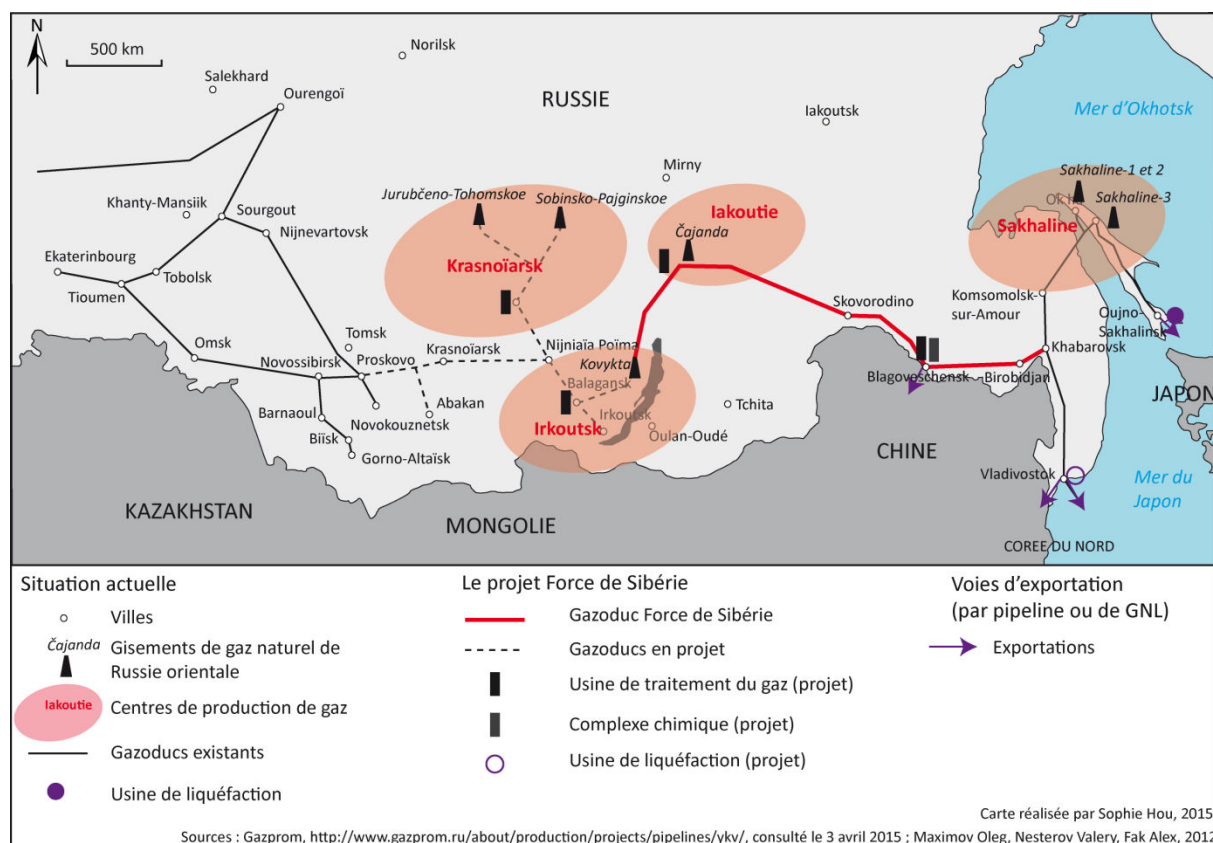 N
500 km
Norilsk
Salekhard
Ourengoï
RUSSIE
Iakoutsk
Mer d'Okhotsk
Mirny
Khanty-Mansiik
Jurubčeno-Tohomskoe
Sobinsko-Pajginskoe
Iakoutie
Sakhaline-1 et 2
Sakhaline-3
Sourgout
Nijnevartovsk
Čajanda
Sakhaline
Ekaterinbourg
Tobolsk
Tioumen
Krasnoïarsk
Skovorodino
Komsomolsk-
sur-Amour
Oujno-
Sakhalinsk
Omsk
Tomsk
Novossibirsk
Proskovo
Krasnoïarsk
Nijniaïa Poïma
Kovykta
Khabarovsk
Blagovoschensk
Birobidjan
JAPON
Barnaoul
Abakan
Balagansk
Novokouznetsk
Biïsk
Irkoutsk
Irkoutsk
Oulan-Oudé
Tchita
Gorno-Altaïsk
CHINE
Vladivostok
Mer du
Japon
KAZAKHSTAN
MONGOLIE
COREE DU NORD
Situation actuelle
Villes
Čajanda
Gisements de gaz naturel de
Russie orientale
Iakoutie
Centres de production de gaz
Gazoducs existants
Usine de liquéfaction
Le projet Force de Sibérie
Gazoduc Force de Sibérie
Gazoducs en projet
Usine de traitement du gaz (projet)
Complexe chimique (projet)
Usine de liquéfaction (projet)
Voies d'exportation
(par pipeline ou de GNL)
Exportations
Carte réalisée par Sophie Hou, 2015
Sources : Gazprom, http://www.gazprom.ru/about/production/projects/pipelines/ykv/, consulté le 3 avril 2015 ; Maximov Oleg, Nesterov Valery, Fak Alex, 2012